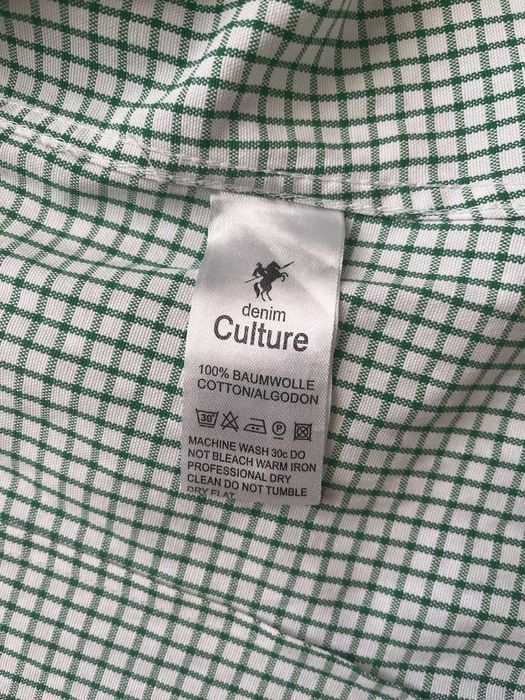 denim
Culture
100% BAUMWOLLE
COTTON/ALGODON
30°
P
MACHINE WASH 30c DO
NOT BLEACH WARM IRON
PROFESSIONAL DRY
CLEAN DO NOT TUMBLE
DRY FLAT